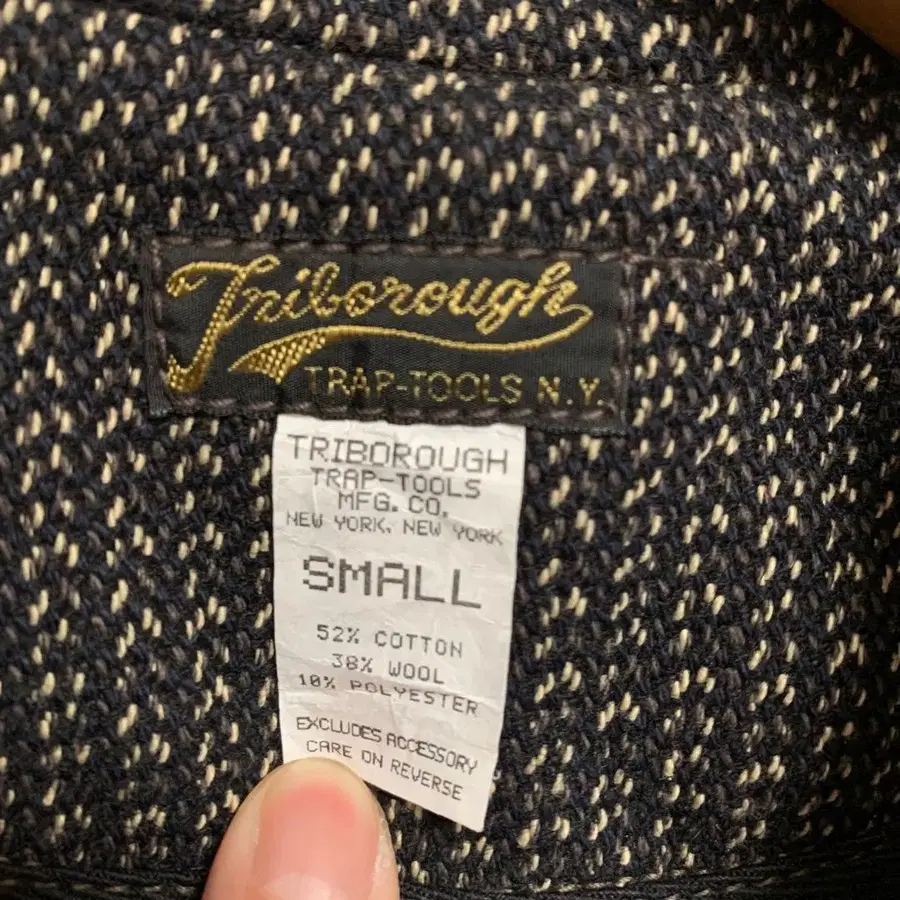 Triborough
TRAP-TOOLS N.Y.
TRIBOROUGH
TRAP-TOOLS
MFG. CO.
NEW YORK, NEW YORK
SMALL
52% COTTON
38% WOOL
10% POLYESTER
EXCLUDES ACCESSORY
CARE ON REVERSE